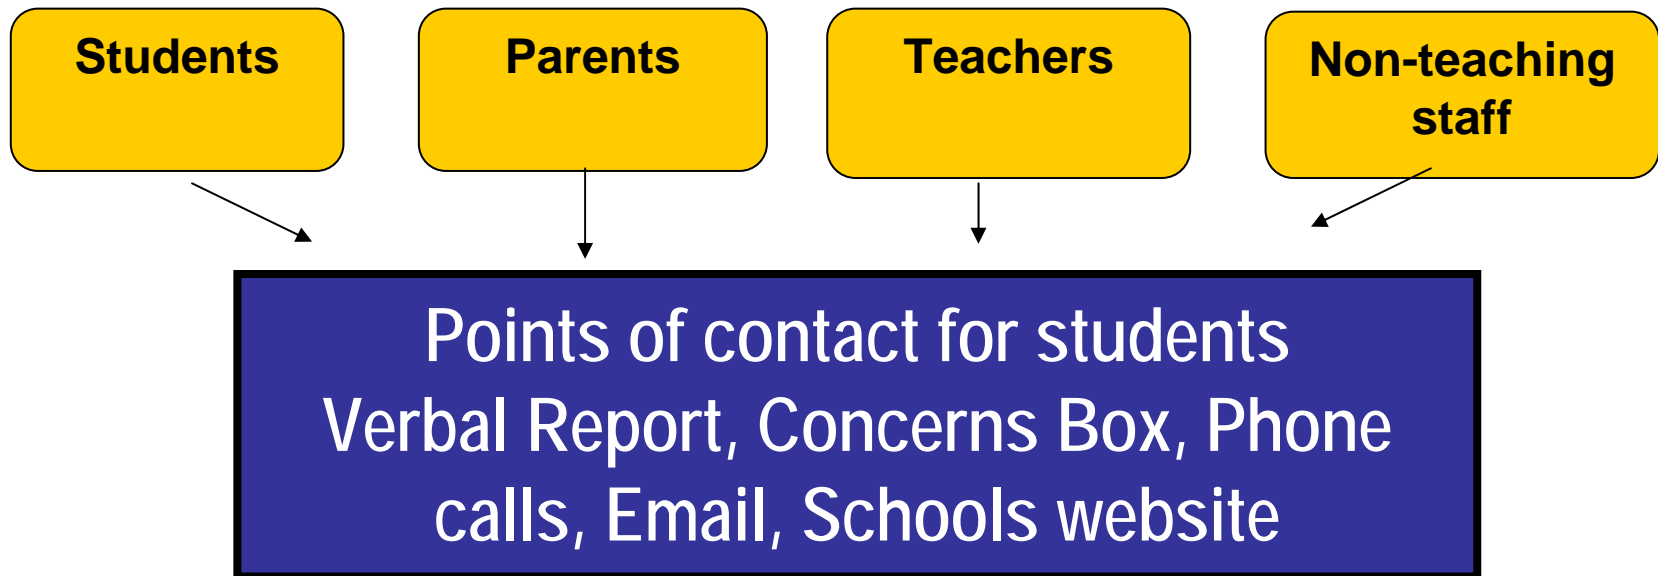 Students
Parents
Teachers
Non-teaching
staff
Points of contact for students
Verbal Report, Concerns Box, Phone
calls, Email, Schools website